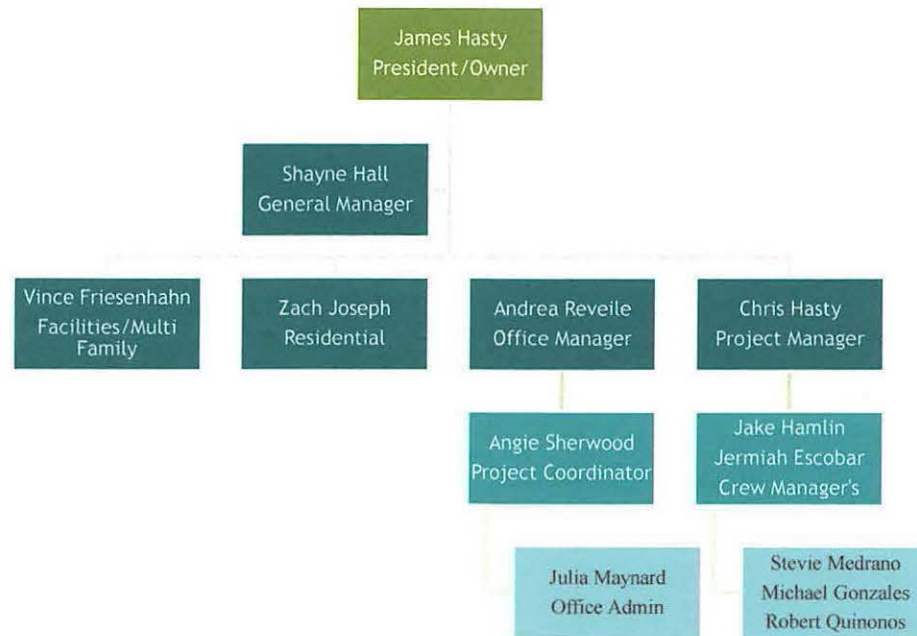 James Hasty
President/Owner
Shayne Hall
General Manager
Vince Friesenhahn
Facilities/Multi
Family
Zach Joseph
Residential
Andrea Reveile
Office Manager
Chris Hasty
Project Manager
Angie Sherwood
Project Coordinator
Jake Hamlin
Jermiah Escobar
Crew Manager's
Julia Maynard
Office Admin
Stevie Medrano
Michael Gonzales
Robert Quinonos